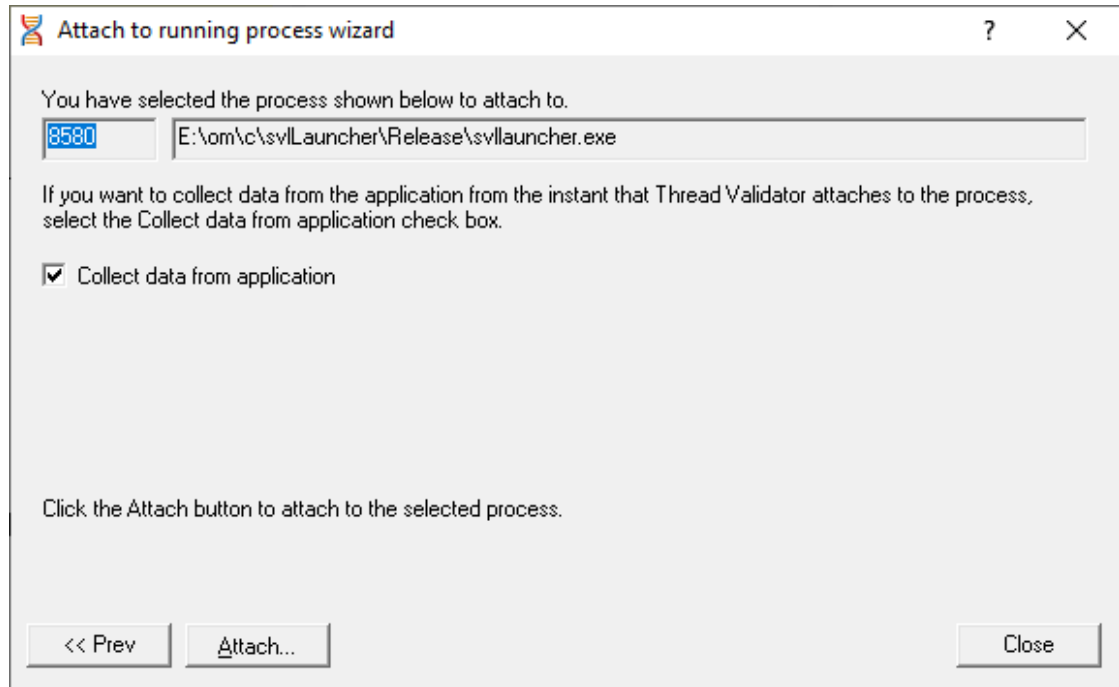 Attach to running process wizard
?
You have selected the process shown below to attach to.
8580 E:\om\c\svlLauncher\Release\svllauncher.exe
If you want to collect data from the application from the instant that Thread Validator attaches to the process,
select the Collect data from application check box.
Collect data from application
Click the Attach button to attach to the selected process.
<< Prev Attach... Close